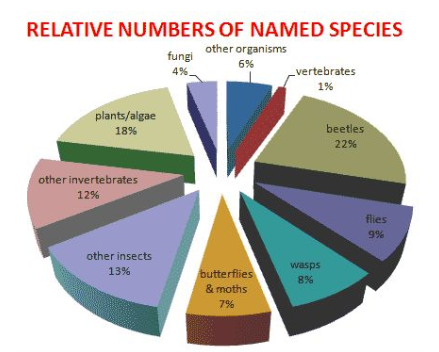 RELATIVE NUMBERS OF NAMED SPECIES
other organisms
6%
vertebrates
1%
beetles
22%
flies
9%
wasps
8%
butterflies
& moths
7%
other insects
13%
other invertebrates
12%
plants/algae
18%
fungi
4%